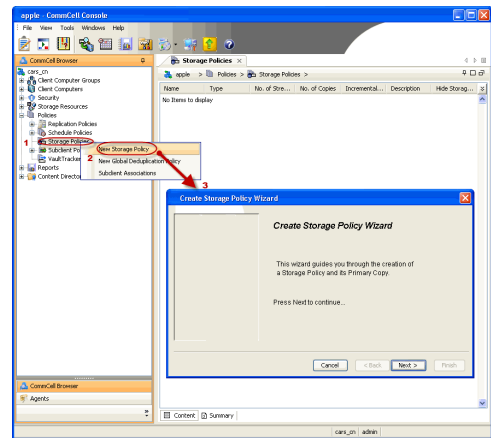 apple - CommCell Console
File View Tools Windows Help
CommCell Browser
Storage Policies
cars_cn
Client Computer Groups
Client Computers
Security
Storage Resources
Policies
Replication Policies
Schedule Policies
1 Storage Policies
Subclient Po
VaultTracker
Reports
Content Director
apple > Policies > Storage Policies >
Name Type No. of Stre... No. of Copies Incremental... Description Hide Storag...
No items to display
New Storage Policy
2 New Global Deduplication Policy
Subclient Associations
3
Create Storage Policy Wizard
Create Storage Policy Wizard
This wizard guides you through the creation of
a Storage Policy and its Primary Copy.
Press Next to continue...
Cancel < Back Next > Finish
CommCell Browser
Agents
Content Summary
cars_cn admin